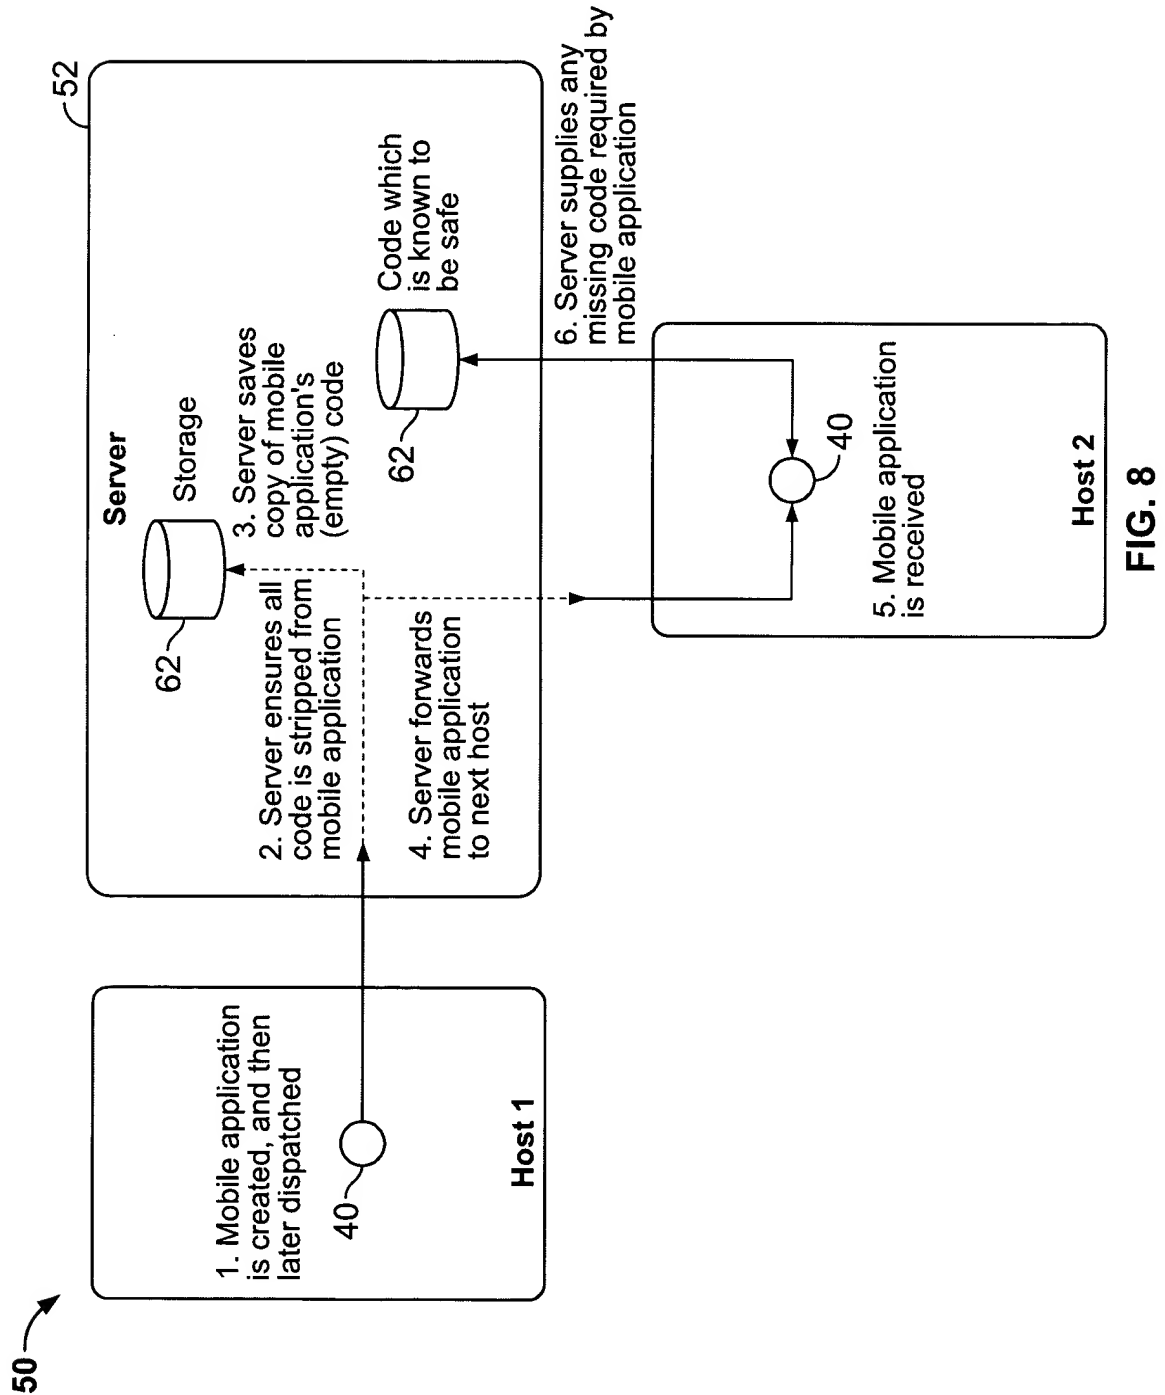 50
1. Mobile application
is created, and then
later dispatched
40
Host 1
52
Server
62
Storage
2. Server ensures all
code is stripped from
mobile application
3. Server saves
copy of mobile
application's
(empty) code
4. Server forwards
mobile application
to next host
62
Code which
is known to
be safe
6. Server supplies any
missing code required by
mobile application
40
5. Mobile application
is received
Host 2
FIG. 8